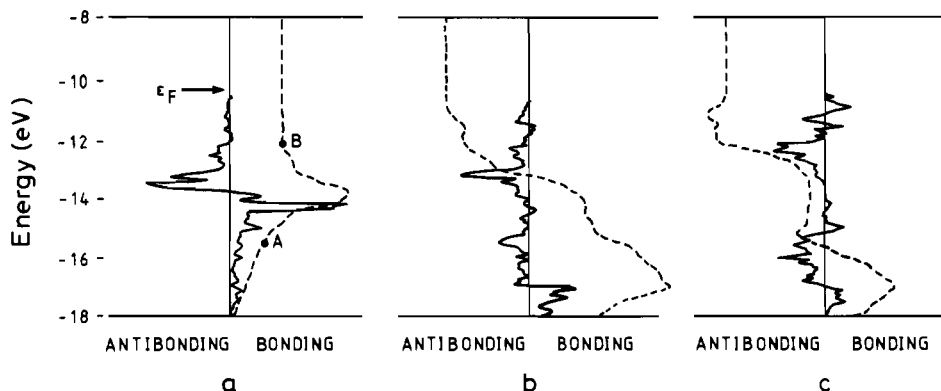 -8
-10
-12
-14
-16
-18
Energy (eV)
εF
B
A
ANTIBONDING BONDING
ANTIBONDING BONDING
ANTIBONDING BONDING
a
b
c